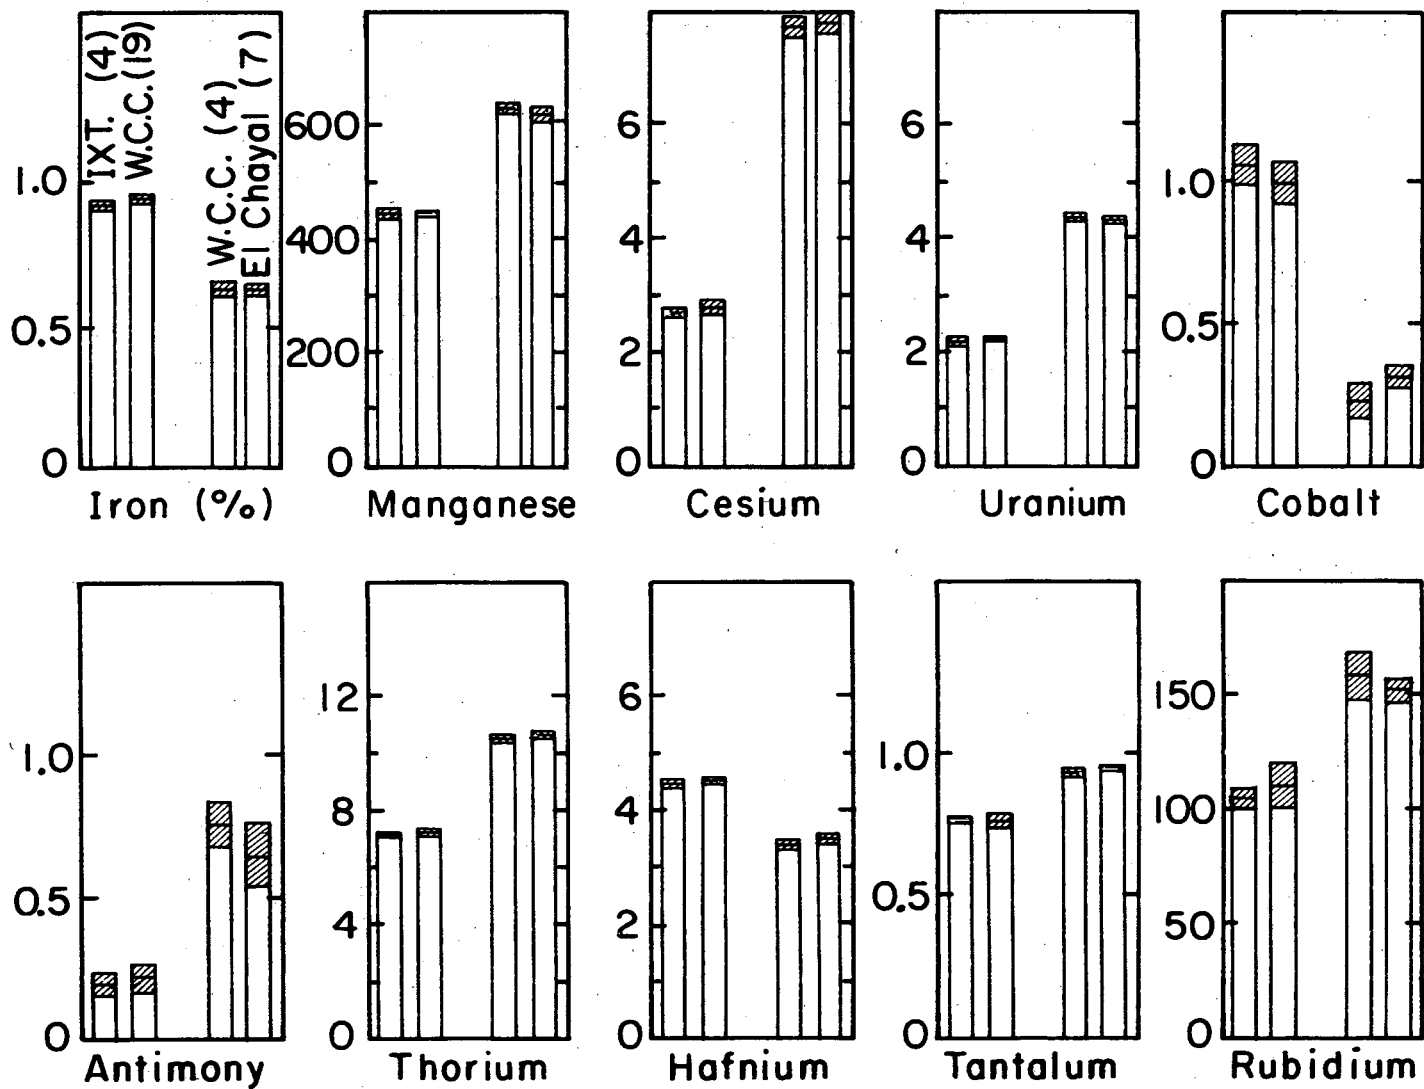 IXT. (4)
W.C.C. (19)
W.C.C. (4)
El Chayal (7)
1.0
0.5
0
Iron (%)
600
400
200
0
Manganese
6
4
2
0
Cesium
6
4
2
0
Uranium
1.0
0.5
0
Cobalt
1.0
0.5
0
Antimony
12
8
4
0
Thorium
6
4
2
0
Hafnium
1.0
0.5
0
Tantalum
150
100
50
0
Rubidium